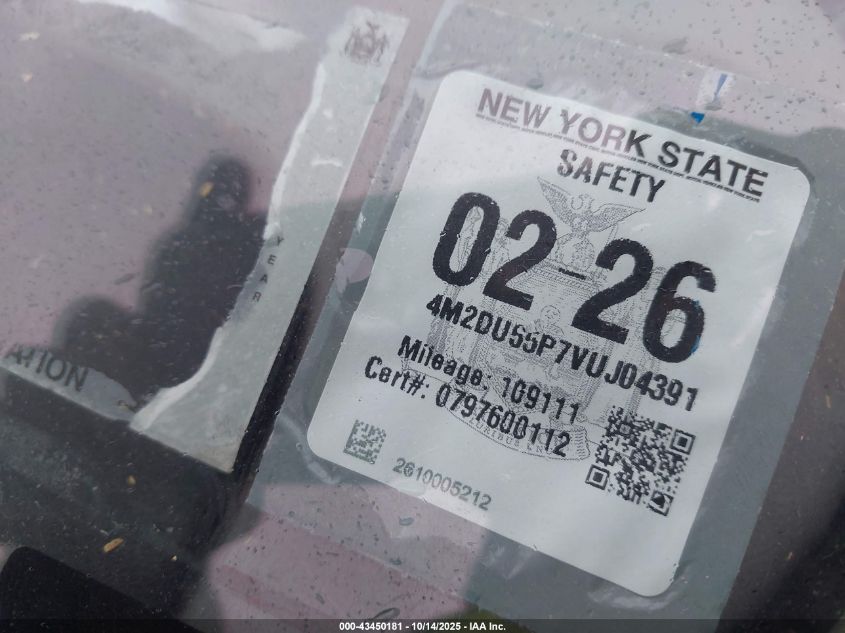 NEW YORK STATE
SAFETY
02-26
4M2DU55P7VUJ04391
Mileage: 109111
Cert#: 0797600112
2610005212
YEAR
ATION
000-43450181 - 10/14/2025 - IAA Inc.